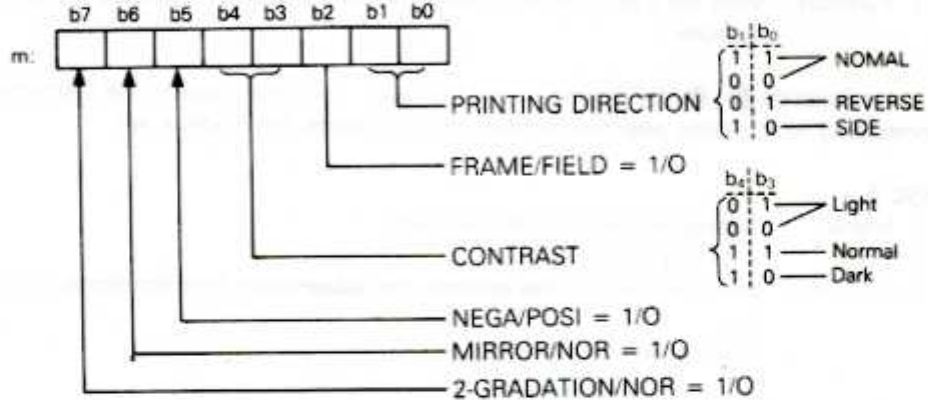 b7 b6 b5 b4 b3 b2 b1 b0
m:
PRINTING DIRECTION
b₁ b₀
1 1 NOMAL
0 0
0 1 REVERSE
1 0 SIDE
FRAME/FIELD = 1/O
CONTRAST
b₄ b₃
0 1 Light
0 0
1 1 Normal
1 0 Dark
NEGA/POSI = 1/O
MIRROR/NOR = 1/O
2-GRADATION/NOR = 1/O